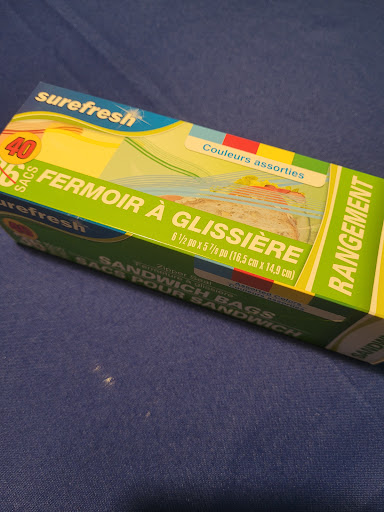 surefresh
Couleurs assorties
40
SACS
FERMOIR À GLISSIÈRE
6 1/2 po x 5 7/8 po (16,5 cm x 14,9 cm)
RANGEMENT
surefresh
SANDWICH BAGS
SACS POUR SANDWICH